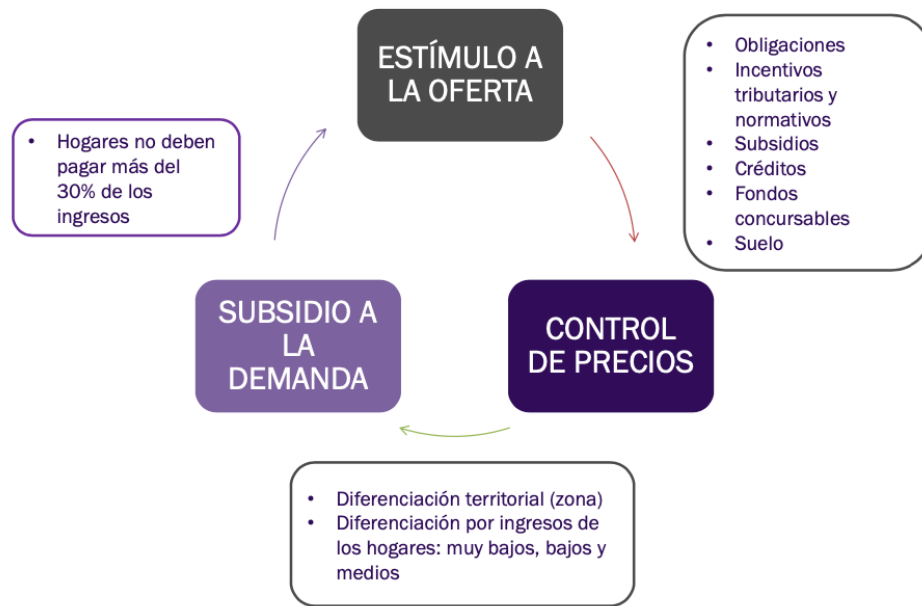 ESTÍMULO A
LA OFERTA
• Obligaciones
• Incentivos
tributarios y
normativos
• Subsidios
• Créditos
• Fondos
concursables
• Suelo
• Hogares no deben
pagar más del
30% de los
ingresos
SUBSIDIO A
LA
DEMANDA
CONTROL
DE PRECIOS
• Diferenciación territorial (zona)
• Diferenciación por ingresos de
los hogares: muy bajos, bajos y
medios